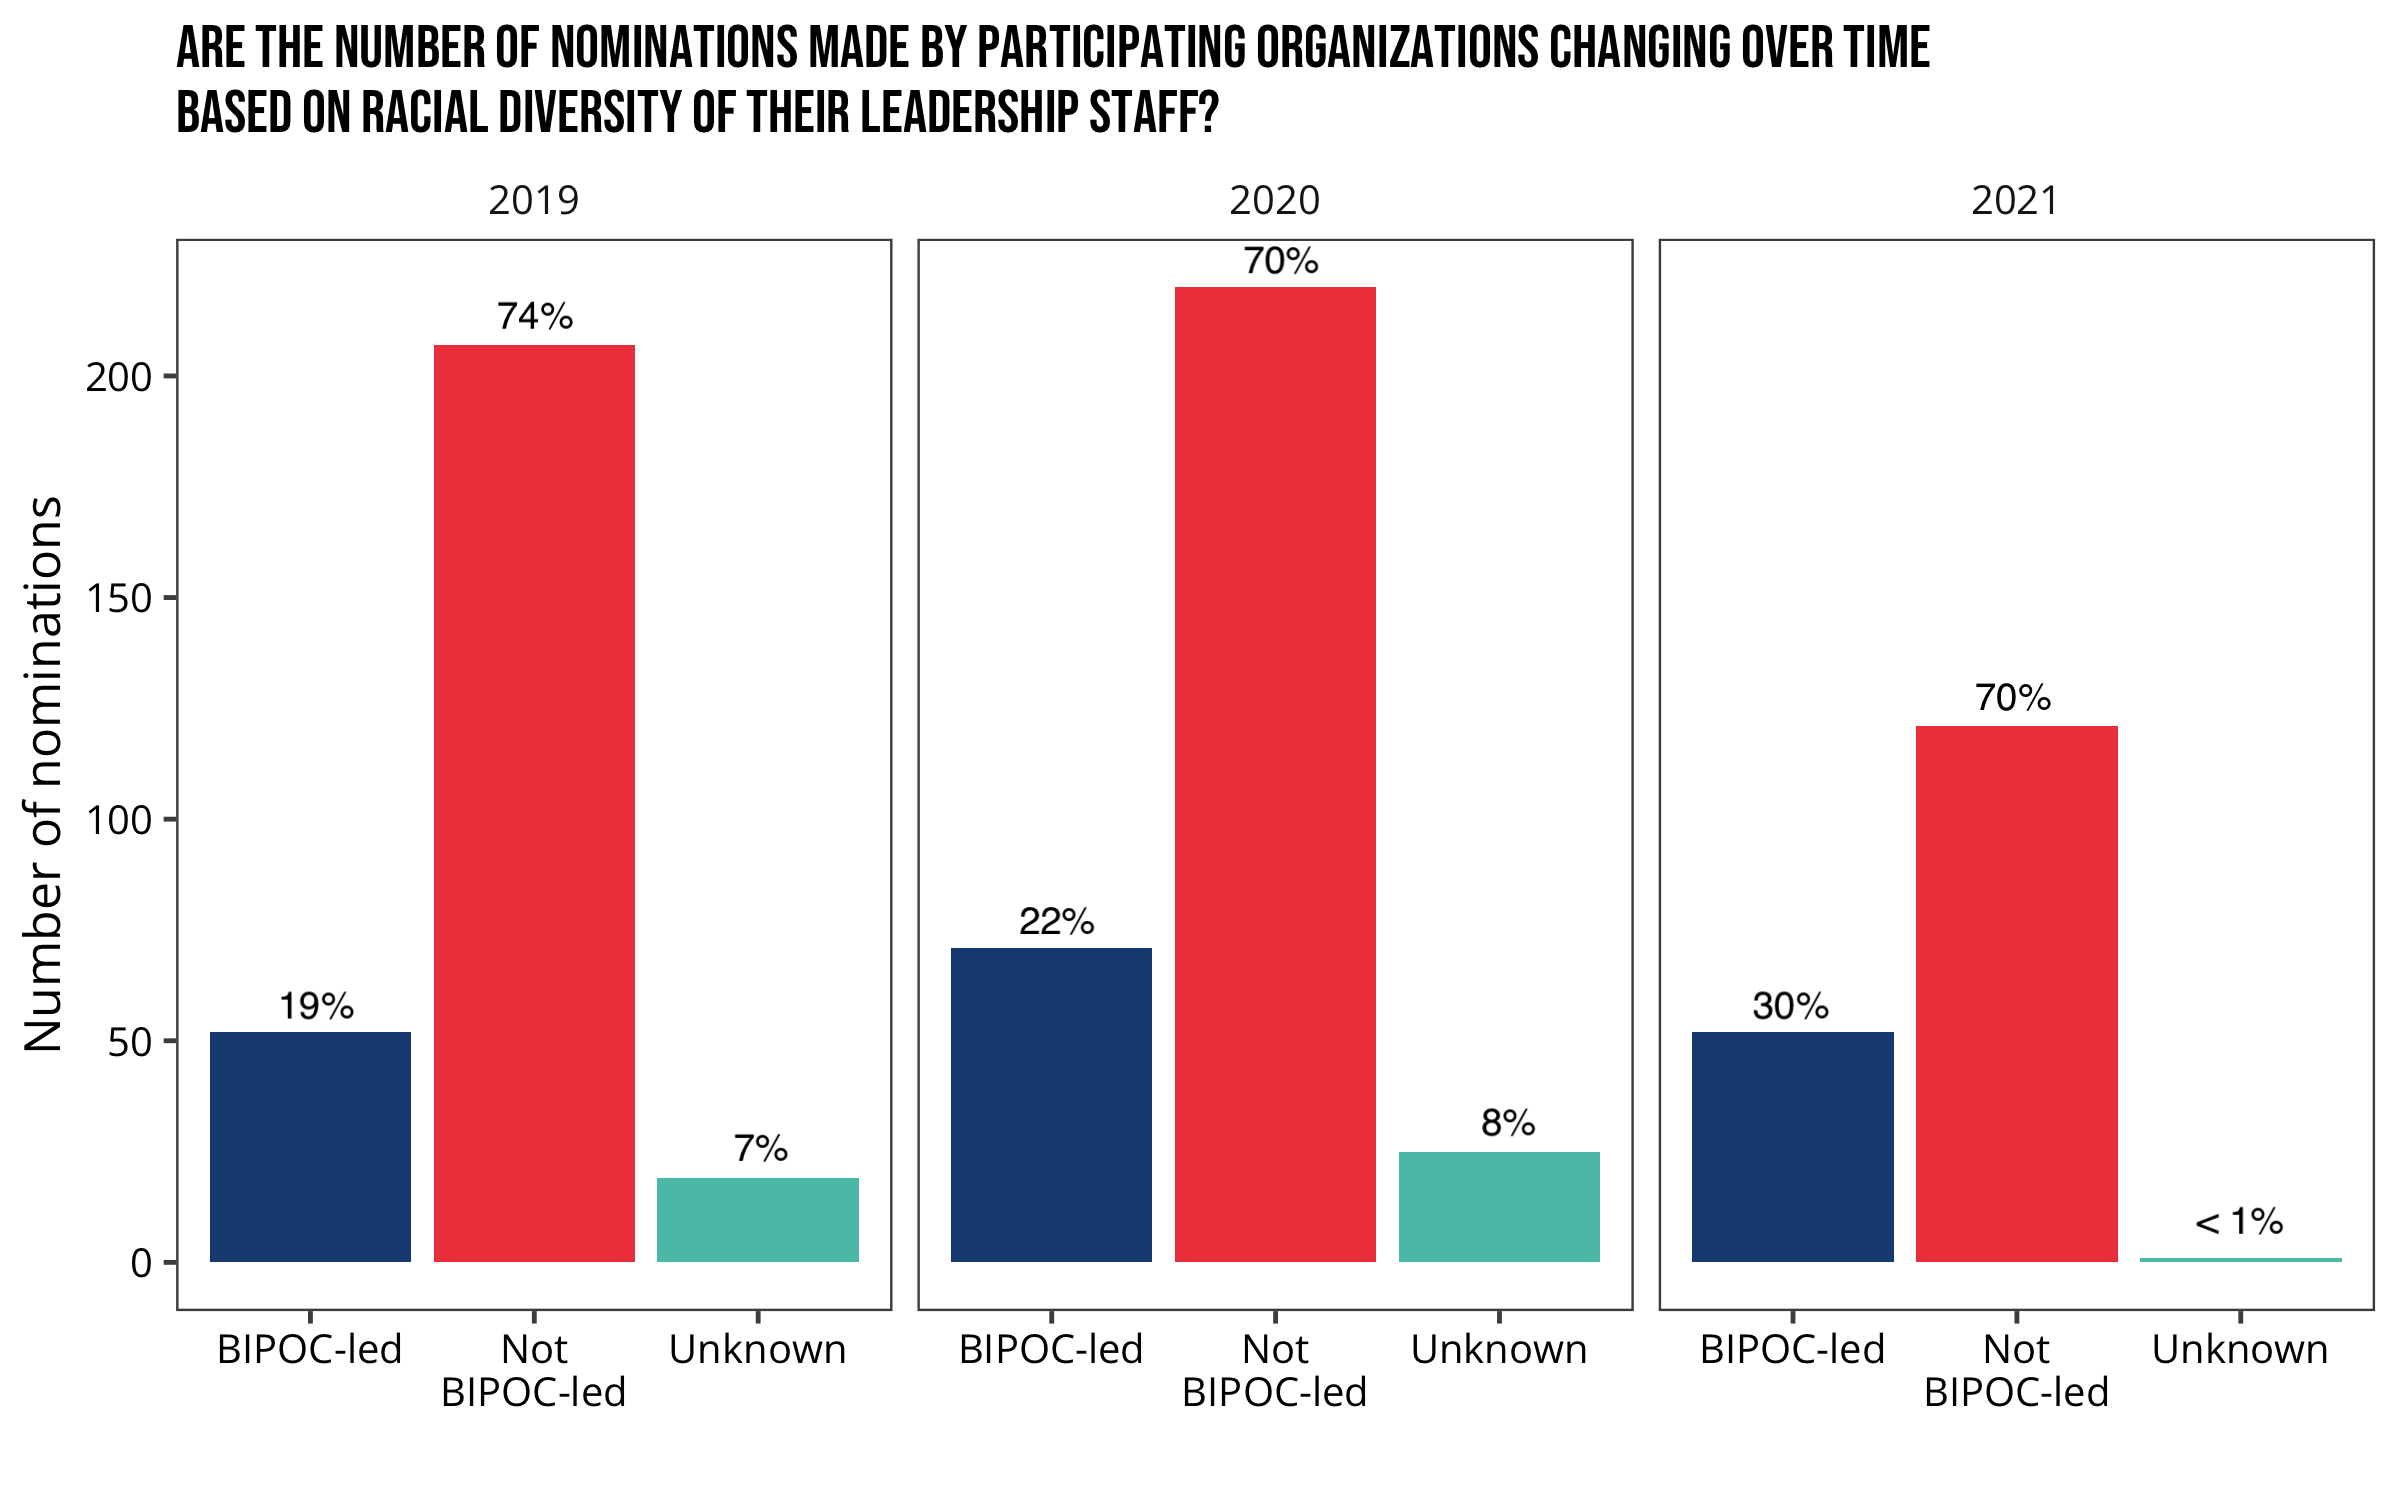 ARE THE NUMBER OF NOMINATIONS MADE BY PARTICIPATING ORGANIZATIONS CHANGING OVER TIME
BASED ON RACIAL DIVERSITY OF THEIR LEADERSHIP STAFF?
2019
2020
2021
Number of nominations
200
150
100
50
0
19%
74%
7%
22%
70%
8%
30%
70%
< 1%
BIPOC-led
Not
BIPOC-led
Unknown
BIPOC-led
Not
BIPOC-led
Unknown
BIPOC-led
Not
BIPOC-led
Unknown